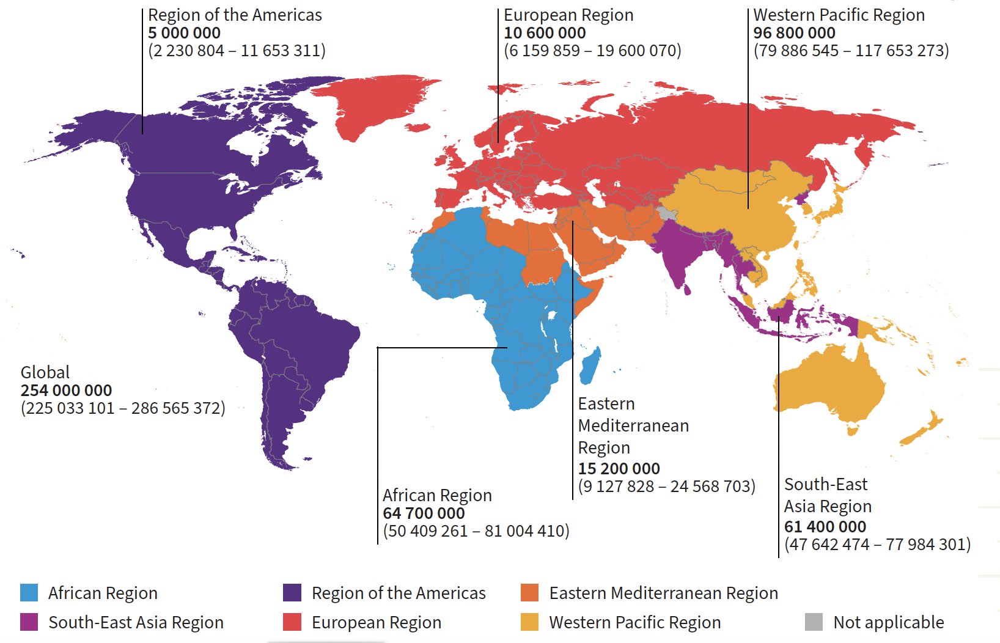 Region of the Americas
5 000 000
(2 230 804 – 11 653 311)
European Region
10 600 000
(6 159 859 – 19 600 070)
Western Pacific Region
96 800 000
(79 886 545 – 117 653 273)
Global
254 000 000
(225 033 101 – 286 565 372)
African Region
64 700 000
(50 409 261 – 81 004 410)
Eastern
Mediterranean
Region
15 200 000
(9 127 828 – 24 568 703)
South-East
Asia Region
61 400 000
(47 642 474 – 77 984 301)
African Region
Region of the Americas
Eastern Mediterranean Region
South-East Asia Region
European Region
Western Pacific Region
Not applicable